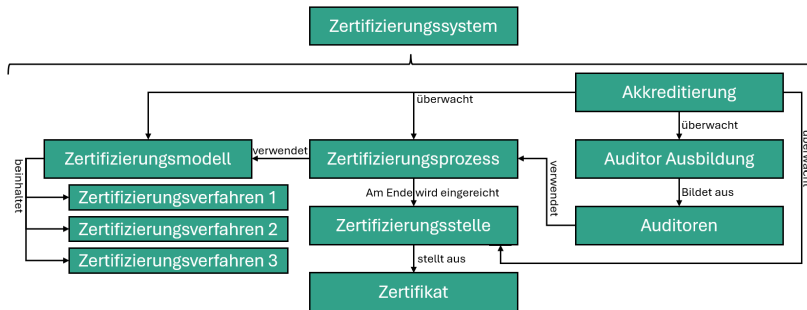 Zertifizierungssystem
Akkreditierung
überwacht
überwacht
überwacht
Zertifizierungsmodell
verwendet
Zertifizierungsprozess
Auditor Ausbildung
beinhaltet
verwendet
Am Ende wird eingereicht
Bildet aus
Zertifizierungsverfahren 1
Zertifizierungsverfahren 2
Zertifizierungsverfahren 3
Zertifizierungsstelle
Auditoren
stellt aus
Zertifikat